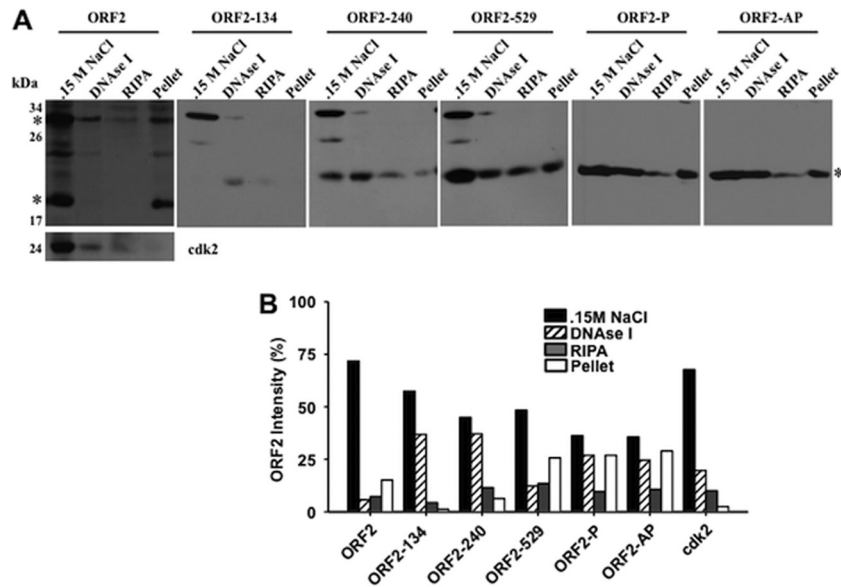 A
ORF2 ORF2-134 ORF2-240 ORF2-529 ORF2-P ORF2-AP
.15 M NaCl DNAse I RIPA Pellet .15 M NaCl DNAse I RIPA Pellet .15 M NaCl DNAse I RIPA Pellet .15 M NaCl DNAse I RIPA Pellet .15 M NaCl DNAse I RIPA Pellet .15 M NaCl DNAse I RIPA Pellet
kDa
34
*
26
* *
17
24 cdk2
B
100
75
50
25
0
ORF2 Intensity (%)
.15M NaCl
DNAse I
RIPA
Pellet
ORF2 ORF2-134 ORF2-240 ORF2-529 ORF2-P ORF2-AP cdk2